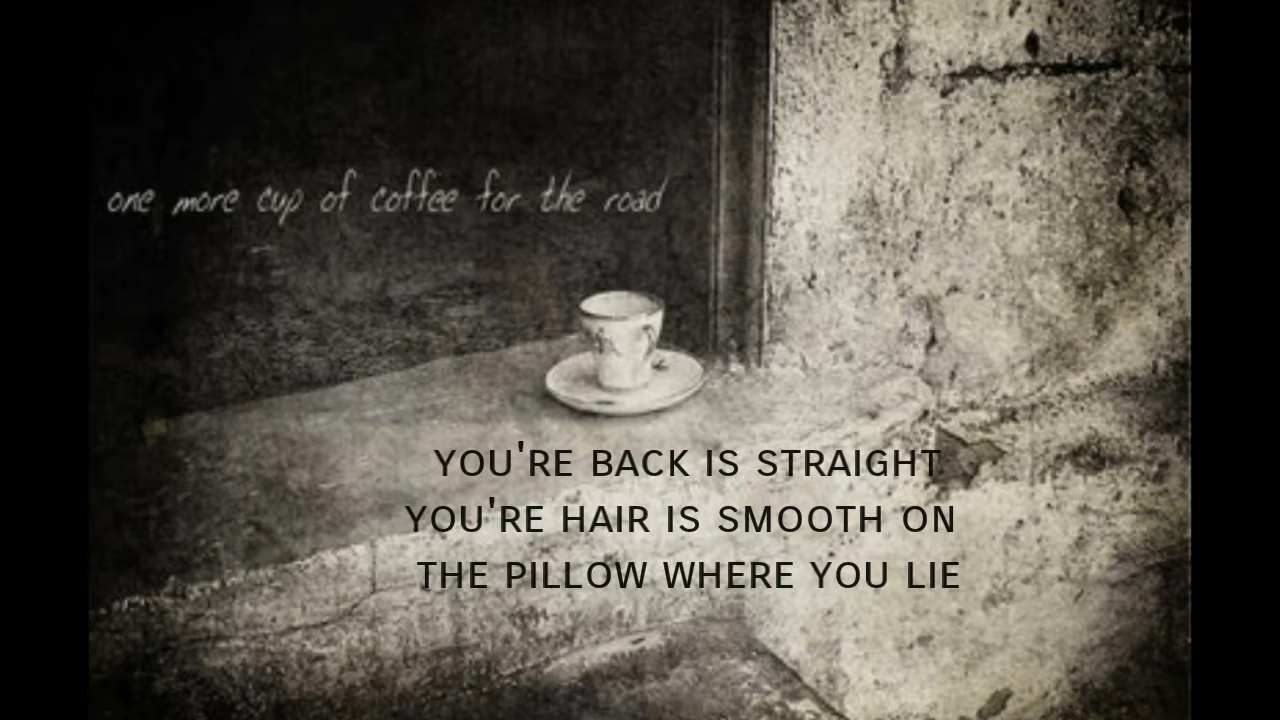 one more cup of coffee for the road
YOU'RE BACK IS STRAIGHT
YOU'RE HAIR IS SMOOTH ON
THE PILLOW WHERE YOU LIE